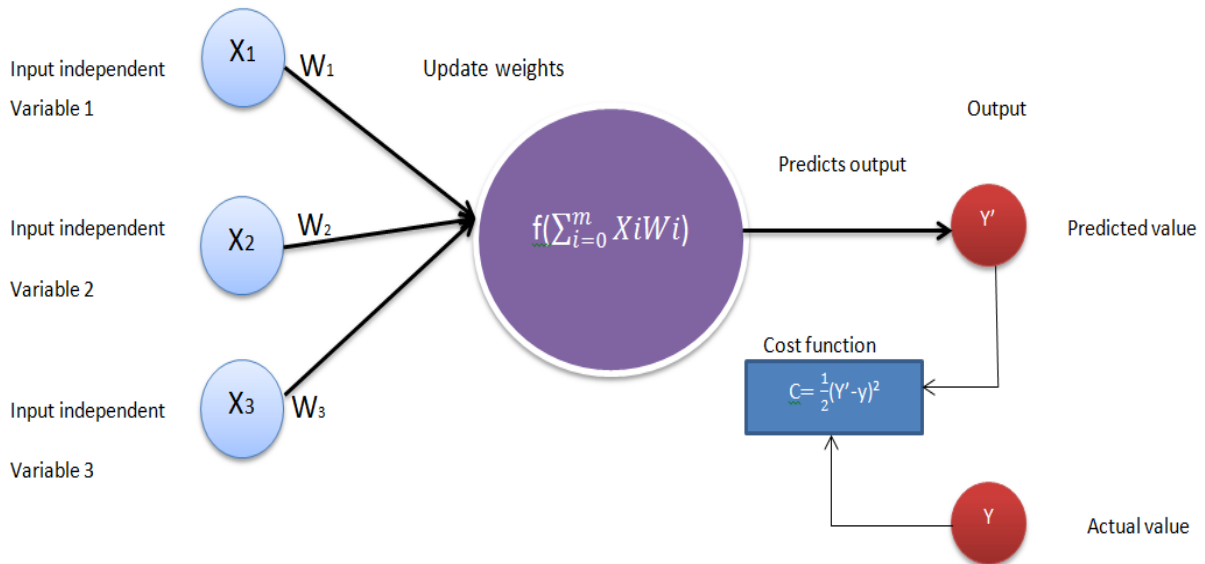 X1
W1
Input independent
Variable 1
Update weights
Output
Predicts output
X2
W2
Input independent
Variable 2
f(∑_{i=0}^{m} XiWi)
Y'
Predicted value
Cost function
C= 1/2 (Y'-y)²
X3
W3
Input independent
Variable 3
Y
Actual value